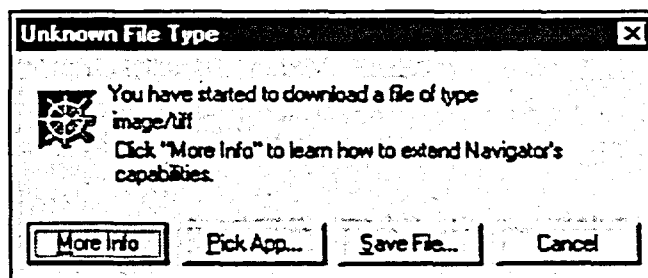 Unknown File Type
You have started to download a file of type
image/tiff
Click "More Info" to learn how to extend Navigator's
capabilities.
More Info Pick App... Save File... Cancel